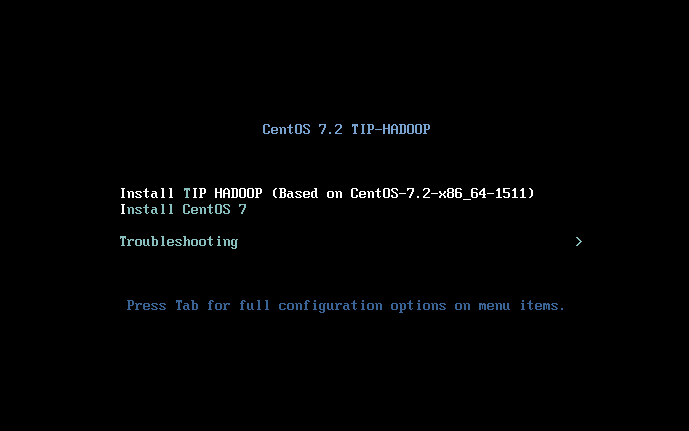 CentOS 7.2 TIP-HADOOP
Install TIP HADOOP (Based on CentOS-7.2-x86_64-1511)
Install CentOS 7
Troubleshooting >
Press Tab for full configuration options on menu items.